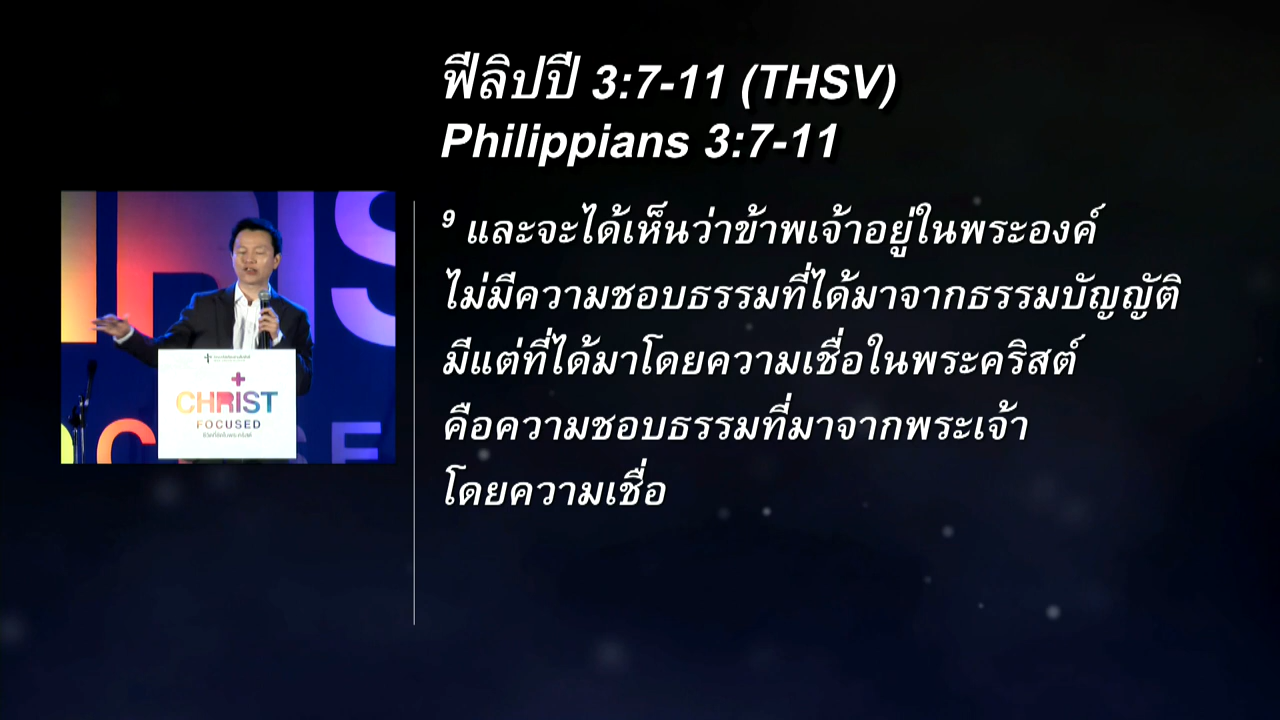 ฟีลิปปี 3:7-11 (THSV)
Philippians 3:7-11
9 และจะได้เห็นว่าข้าพเจ้าอยู่ในพระองค์
ไม่มีความชอบธรรมที่ได้มาจากธรรมบัญญัติ
มีแต่ที่ได้มาโดยความเชื่อในพระคริสต์
คือความชอบธรรมที่มาจากพระเจ้า
โดยความเชื่อ
CHRIST
FOCUSED